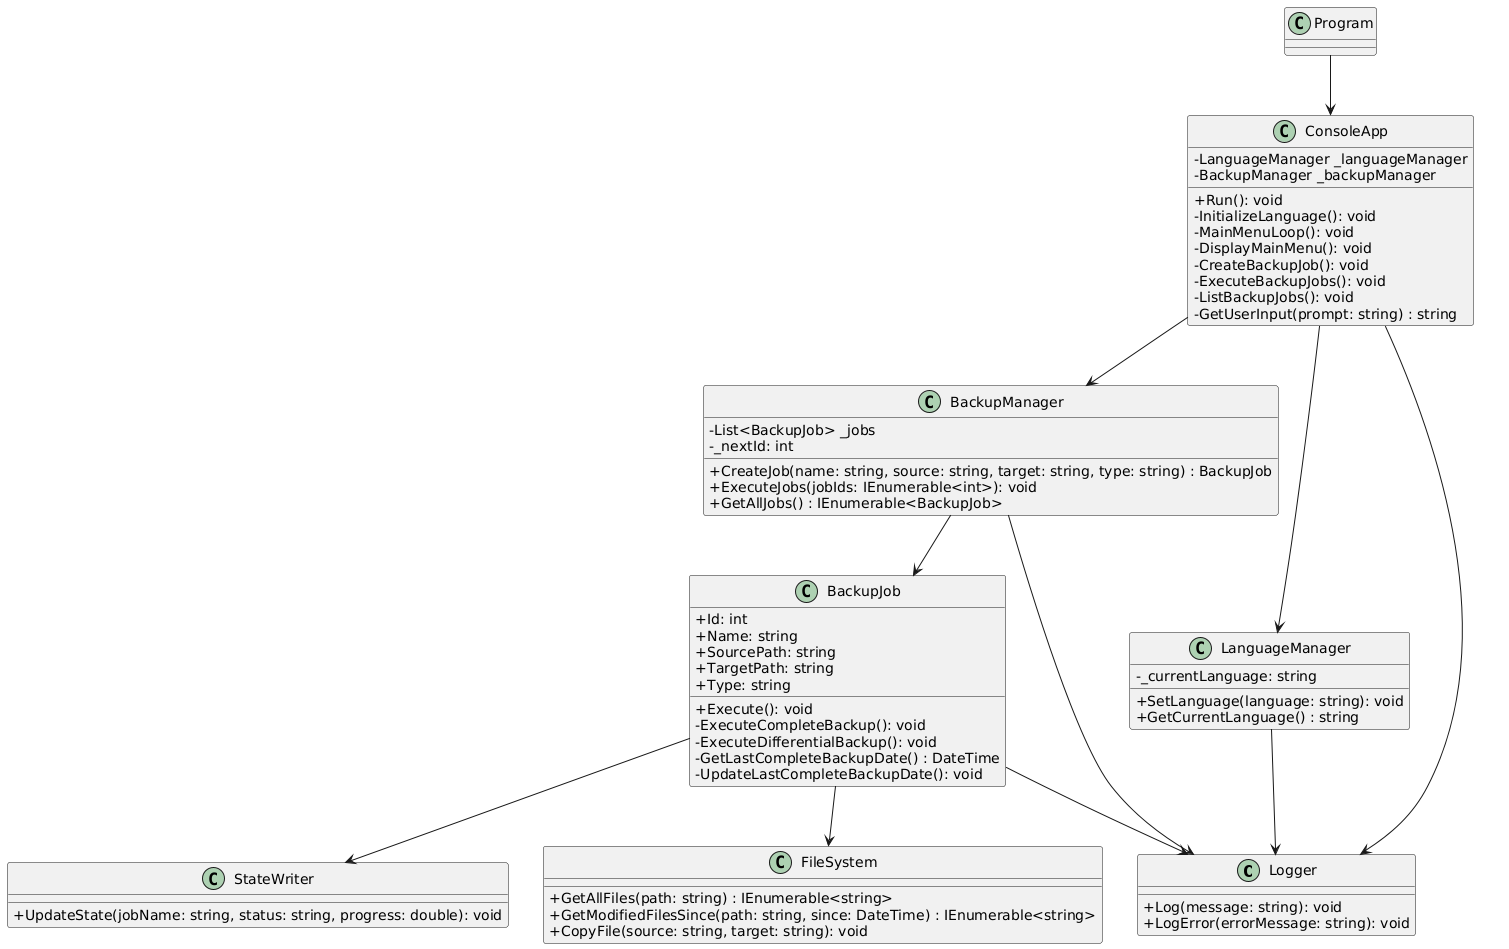 C Program
C ConsoleApp
-LanguageManager _languageManager
-BackupManager _backupManager
+Run(): void
-InitializeLanguage(): void
-MainMenuLoop(): void
-DisplayMainMenu(): void
-CreateBackupJob(): void
-ExecuteBackupJobs(): void
-ListBackupJobs(): void
-GetUserInput(prompt: string) : string
C BackupManager
-List<BackupJob> _jobs
-_nextId: int
+CreateJob(name: string, source: string, target: string, type: string) : BackupJob
+ExecuteJobs(jobIds: IEnumerable<int>): void
+GetAllJobs() : IEnumerable<BackupJob>
C BackupJob
+Id: int
+Name: string
+SourcePath: string
+TargetPath: string
+Type: string
+Execute(): void
-ExecuteCompleteBackup(): void
-ExecuteDifferentialBackup(): void
-GetLastCompleteBackupDate() : DateTime
-UpdateLastCompleteBackupDate(): void
C LanguageManager
-_currentLanguage: string
+SetLanguage(language: string): void
+GetCurrentLanguage() : string
C StateWriter
+UpdateState(jobName: string, status: string, progress: double): void
C FileSystem
+GetAllFiles(path: string) : IEnumerable<string>
+GetModifiedFilesSince(path: string, since: DateTime) : IEnumerable<string>
+CopyFile(source: string, target: string): void
C Logger
+Log(message: string): void
+LogError(errorMessage: string): void